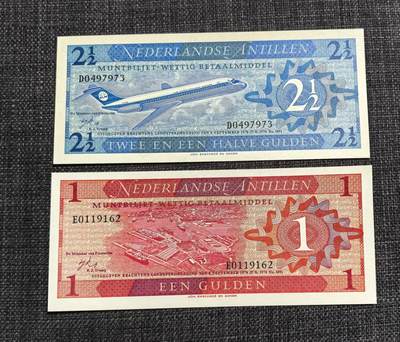 2½ NEDERLANDSE ANTILLEN 2½
MUNTBILJET-WETTIG BETAALMIDDEL
D0497973
2½
D0497973
2½ TWEE EN EEN HALVE GULDEN 2½
1 NEDERLANDSE ANTILLEN 1
MUNTBILJET-WETTIG BETAALMIDDEL
E0119162
1
E0119162
1 EEN GULDEN 1